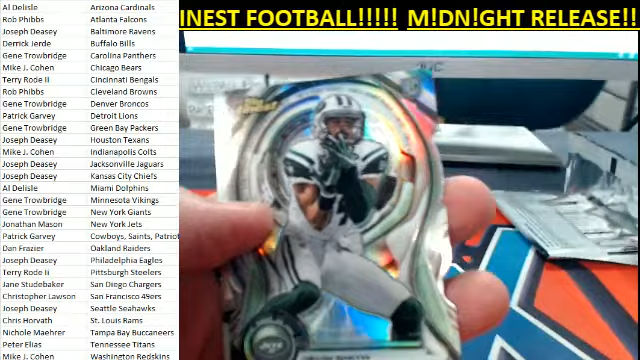 INEST FOOTBALL!!!!! M!DN!GHT RELEASE!!
Al Delisle Arizona Cardinals
Rob Phibbs Atlanta Falcons
Joseph Deasey Baltimore Ravens
Derrick Jerde Buffalo Bills
Gene Trowbridge Carolina Panthers
Mike J. Cohen Chicago Bears
Terry Rode II Cincinnati Bengals
Rob Phibbs Cleveland Browns
Gene Trowbridge Denver Broncos
Patrick Garvey Detroit Lions
Gene Trowbridge Green Bay Packers
Joseph Deasey Houston Texans
Mike J. Cohen Indianapolis Colts
Joseph Deasey Jacksonville Jaguars
Joseph Deasey Kansas City Chiefs
Al Delisle Miami Dolphins
Gene Trowbridge Minnesota Vikings
Gene Trowbridge New York Giants
Jonathan Mason New York Jets
Patrick Garvey Cowboys, Saints, Patriot
Dan Frazier Oakland Raiders
Joseph Deasey Philadelphia Eagles
Terry Rode II Pittsburgh Steelers
Jane Studebaker San Diego Chargers
Christopher Lawson San Francisco 49ers
Joseph Deasey Seattle Seahawks
Chris Horvath St. Louis Rams
Nichole Maehrer Tampa Bay Buccaneers
Peter Elias Tennessee Titans
Mike J. Cohen Washington Redskins